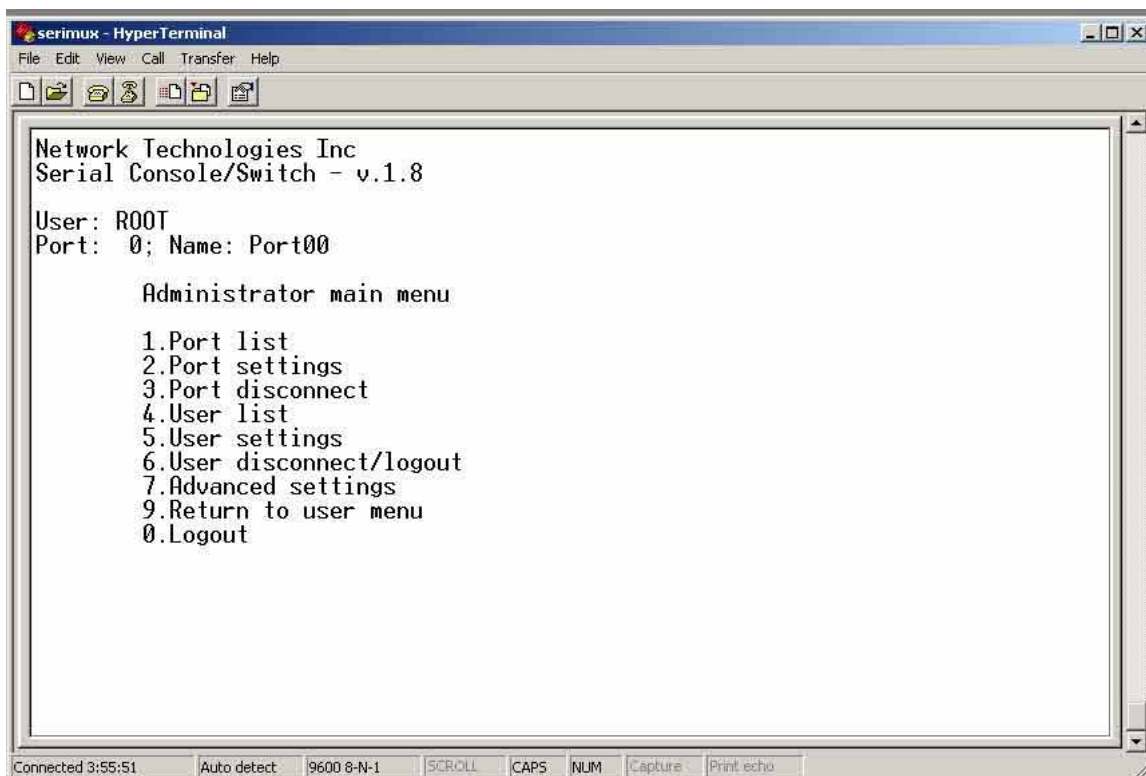 serimux - HyperTerminal
File Edit View Call Transfer Help
Network Technologies Inc
Serial Console/Switch - v.1.8
User: ROOT
Port:  0; Name: Port00
Administrator main menu
1.Port list
2.Port settings
3.Port disconnect
4.User list
5.User settings
6.User disconnect/logout
7.Advanced settings
9.Return to user menu
0.Logout
Connected 3:55:51 Auto detect 9600 8-N-1 SCROLL CAPS NUM Capture Print echo